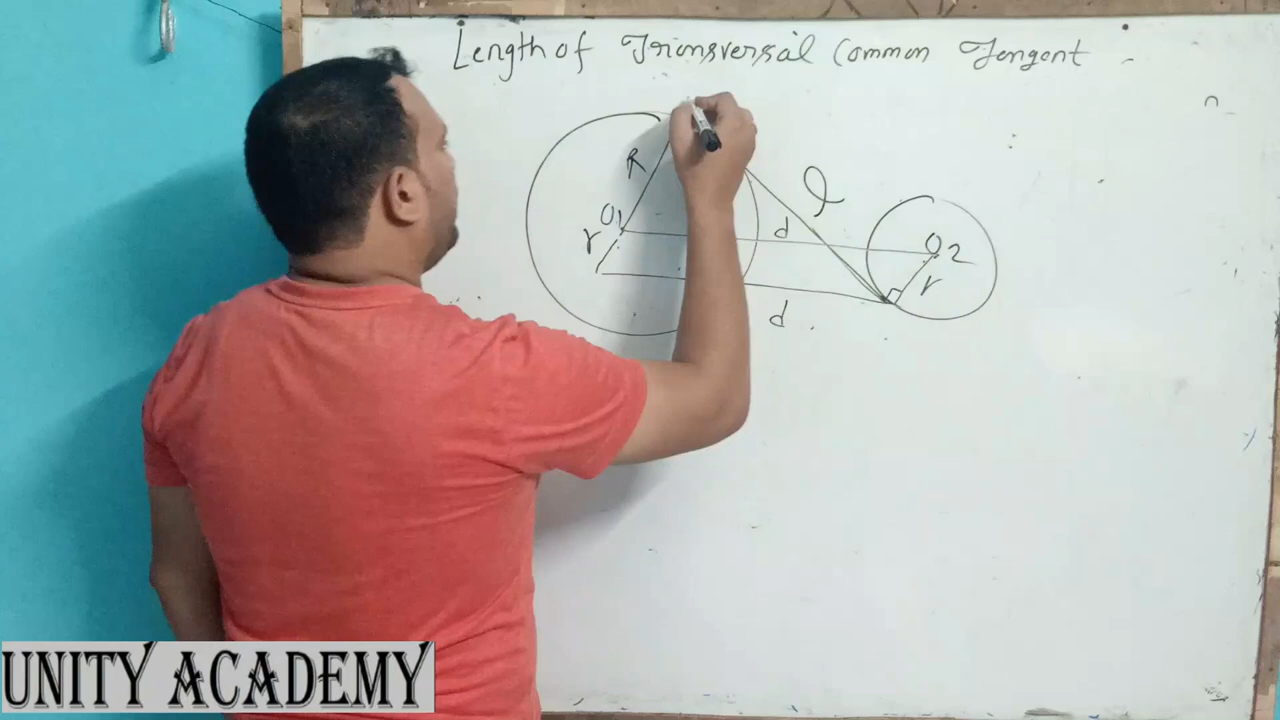 Length of Transversal Common Tangent
R
l
O1
d
O2
r
r
d
UNITY ACADEMY